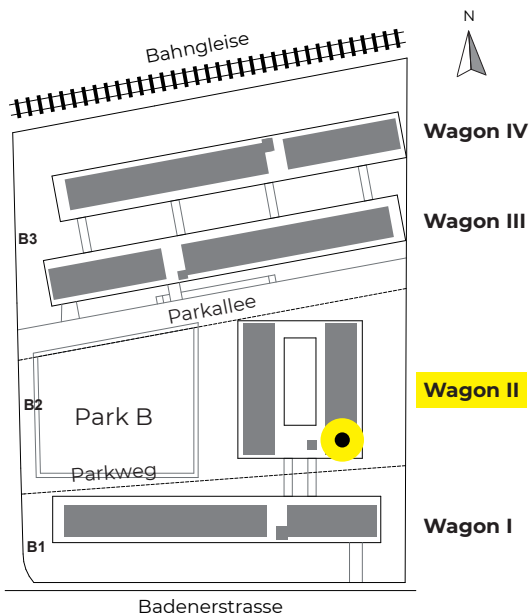 N
Bahngleise
Wagon IV
Wagon III
B3
Parkallee
Wagon II
B2
Park B
Parkweg
Wagon I
B1
Badenerstrasse